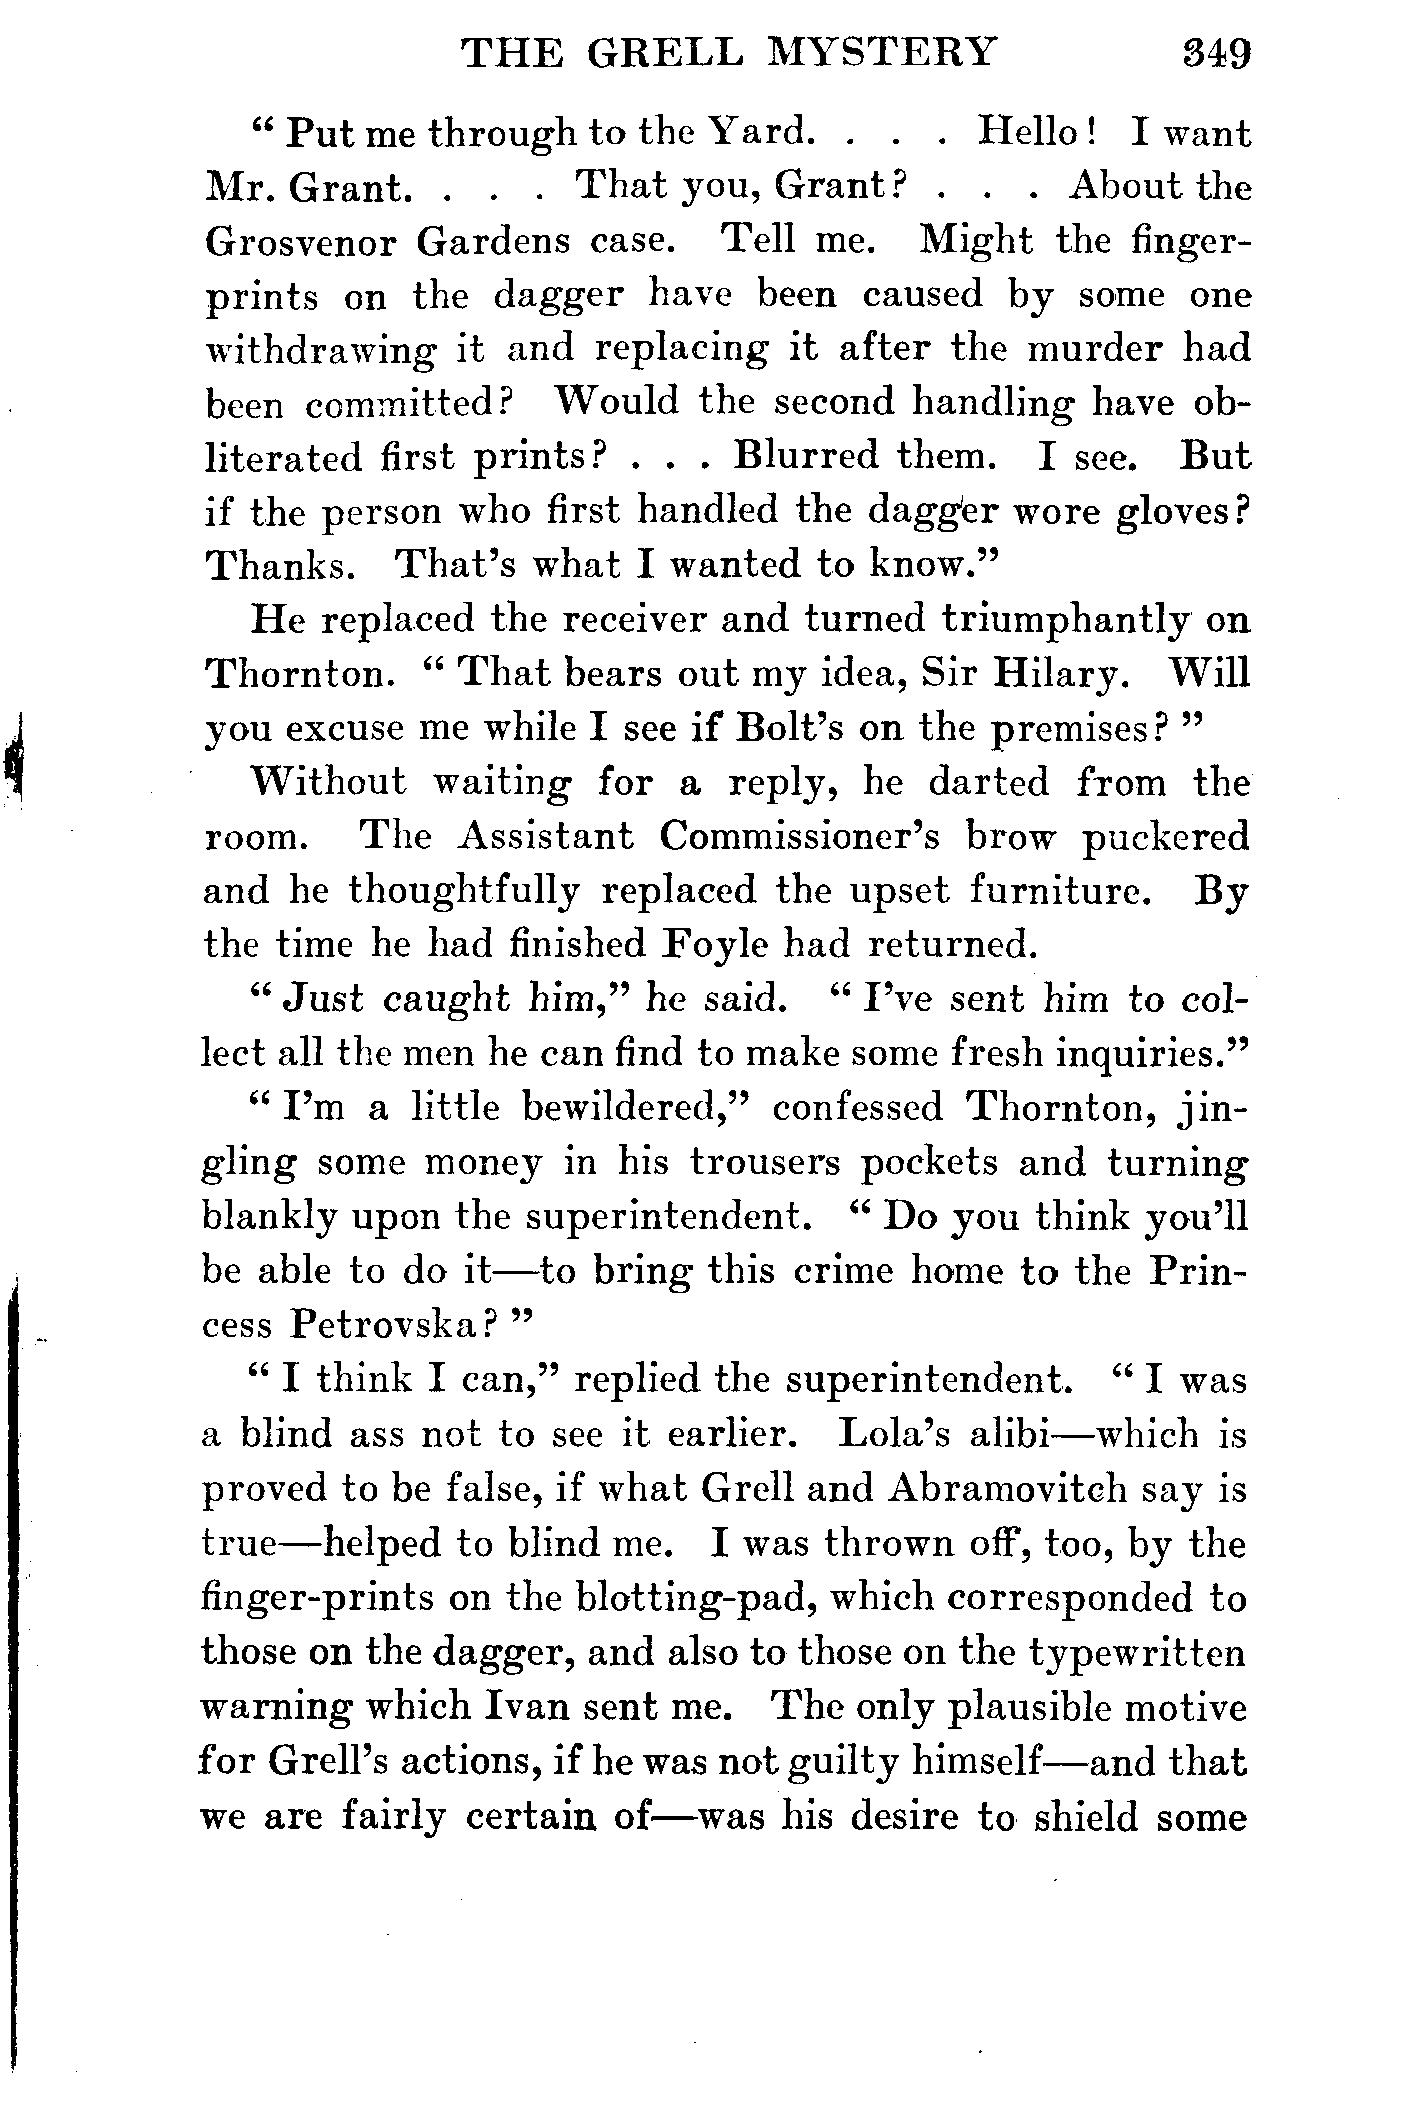 THE GRELL MYSTERY 349
“ Put me through to the Yard. . . . Hello! I want
Mr. Grant. . . . That you, Grant? . . . About the
Grosvenor Gardens case. Tell me. Might the finger-
prints on the dagger have been caused by some one
withdrawing it and replacing it after the murder had
been committed? Would the second handling have ob-
literated first prints? . . . Blurred them. I see. But
if the person who first handled the dagger wore gloves?
Thanks. That’s what I wanted to know.”
He replaced the receiver and turned triumphantly on
Thornton. “ That bears out my idea, Sir Hilary. Will
you excuse me while I see if Bolt’s on the premises? ”
Without waiting for a reply, he darted from the
room. The Assistant Commissioner’s brow puckered
and he thoughtfully replaced the upset furniture. By
the time he had finished Foyle had returned.
“ Just caught him,” he said. “ I’ve sent him to col-
lect all the men he can find to make some fresh inquiries.”
“ I’m a little bewildered,” confessed Thornton, jin-
gling some money in his trousers pockets and turning
blankly upon the superintendent. “ Do you think you’ll
be able to do it—to bring this crime home to the Prin-
cess Petrovska? ”
“ I think I can,” replied the superintendent. “ I was
a blind ass not to see it earlier. Lola’s alibi—which is
proved to be false, if what Grell and Abramovitch say is
true—helped to blind me. I was thrown off, too, by the
finger-prints on the blotting-pad, which corresponded to
those on the dagger, and also to those on the typewritten
warning which Ivan sent me. The only plausible motive
for Grell’s actions, if he was not guilty himself—and that
we are fairly certain of—was his desire to shield some